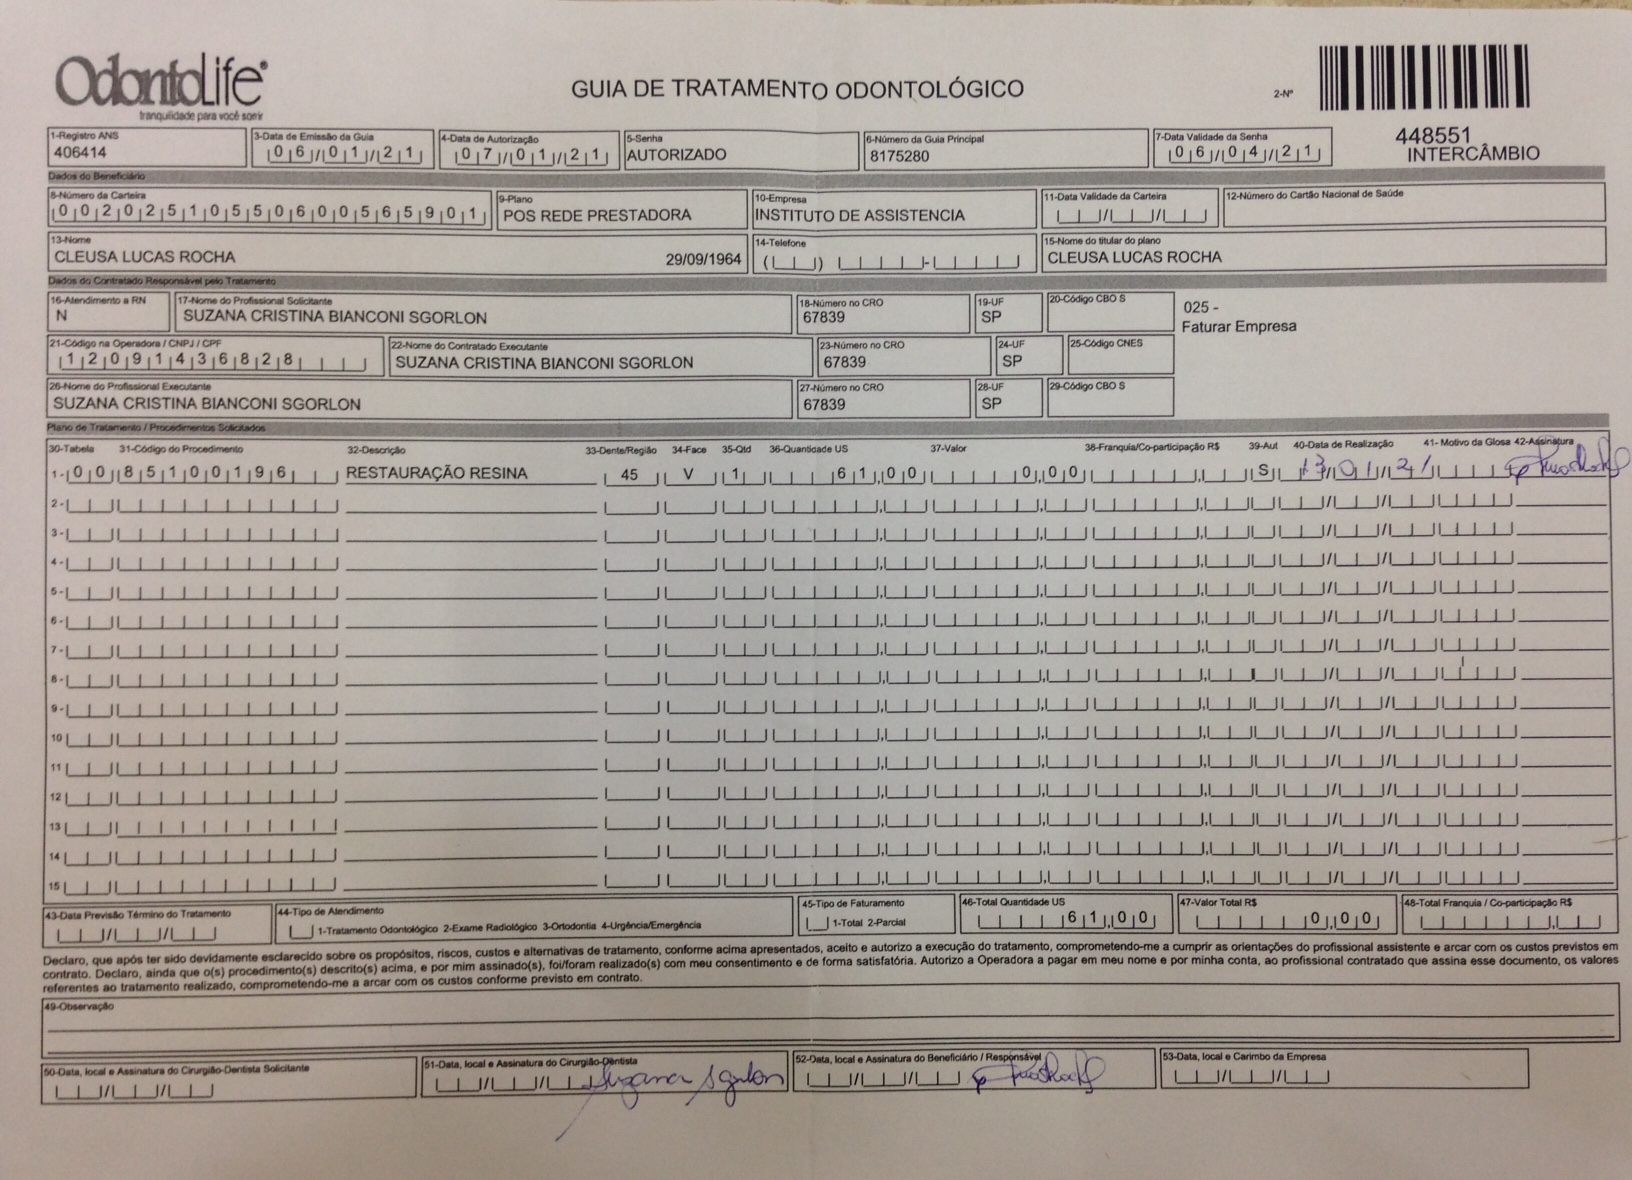 OdontoLife®
tranquilidade para você sorrir
GUIA DE TRATAMENTO ODONTOLÓGICO
2-Nº
448551
INTERCÂMBIO
1-Registro ANS
406414
3-Data de Emissão da Guia
06/01/21
4-Data de Autorização
07/01/21
5-Senha
AUTORIZADO
6-Número da Guia Principal
8175280
7-Data Validade da Senha
06/04/21
Dados do Beneficiário
8-Número da Carteira
00202510550600565901
9-Plano
POS REDE PRESTADORA
10-Empresa
INSTITUTO DE ASSISTENCIA
11-Data Validade da Carteira
12-Número do Cartão Nacional de Saúde
13-Nome
CLEUSA LUCAS ROCHA 29/09/1964
14-Telefone
15-Nome do titular do plano
CLEUSA LUCAS ROCHA
Dados do Contratado Responsável pelo Tratamento
16-Atendimento a RN
N
17-Nome do Profissional Solicitante
SUZANA CRISTINA BIANCONI SGORLON
18-Número no CRO
67839
19-UF
SP
20-Código CBO S
025 -
Faturar Empresa
21-Código na Operadora / CNPJ / CPF
12091436828
22-Nome do Contratado Executante
SUZANA CRISTINA BIANCONI SGORLON
23-Número no CRO
67839
24-UF
SP
25-Código CNES
26-Nome do Profissional Executante
SUZANA CRISTINA BIANCONI SGORLON
27-Número no CRO
67839
28-UF
SP
29-Código CBO S
Plano de Tratamento / Procedimentos Solicitados
30-Tabela 31-Código do Procedimento 32-Descrição 33-Dente/Região 34-Face 35-Qtd 36-Quantidade US 37-Valor 38-Franquia/Co-participação R$ 39-Aut 40-Data de Realização 41- Motivo da Glosa 42-Assinatura
1- 00 85100196 RESTAURAÇÃO RESINA 45 V 1 61,00 0,00 S 13/01/21
2-
3-
4-
5-
6-
7-
8-
9-
10
11
12
13
14
15
43-Data Previsão Término do Tratamento
44-Tipo de Atendimento
1-Tratamento Odontológico 2-Exame Radiológico 3-Ortodontia 4-Urgência/Emergência
45-Tipo de Faturamento
1-Total 2-Parcial
46-Total Quantidade US
61,00
47-Valor Total R$
0,00
48-Total Franquia / Co-participação R$
Declaro, que após ter sido devidamente esclarecido sobre os propósitos, riscos, custos e alternativas de tratamento, conforme acima apresentados, aceito e autorizo a execução do tratamento, comprometendo-me a cumprir as orientações do profissional assistente e arcar com os custos previstos em
contrato. Declaro, ainda que o(s) procedimento(s) descrito(s) acima, e por mim assinado(s), foi/foram realizado(s) com meu consentimento e de forma satisfatória. Autorizo a Operadora a pagar em meu nome e por minha conta, ao profissional contratado que assina esse documento, os valores
referentes ao tratamento realizado, comprometendo-me a arcar com os custos conforme previsto em contrato.
49-Observação
50-Data, local e Assinatura do Cirurgião-Dentista Solicitante
51-Data, local e Assinatura do Cirurgião-Dentista
Suzana Sgorlon
52-Data, local e Assinatura do Beneficiário / Responsável
53-Data, local e Carimbo da Empresa